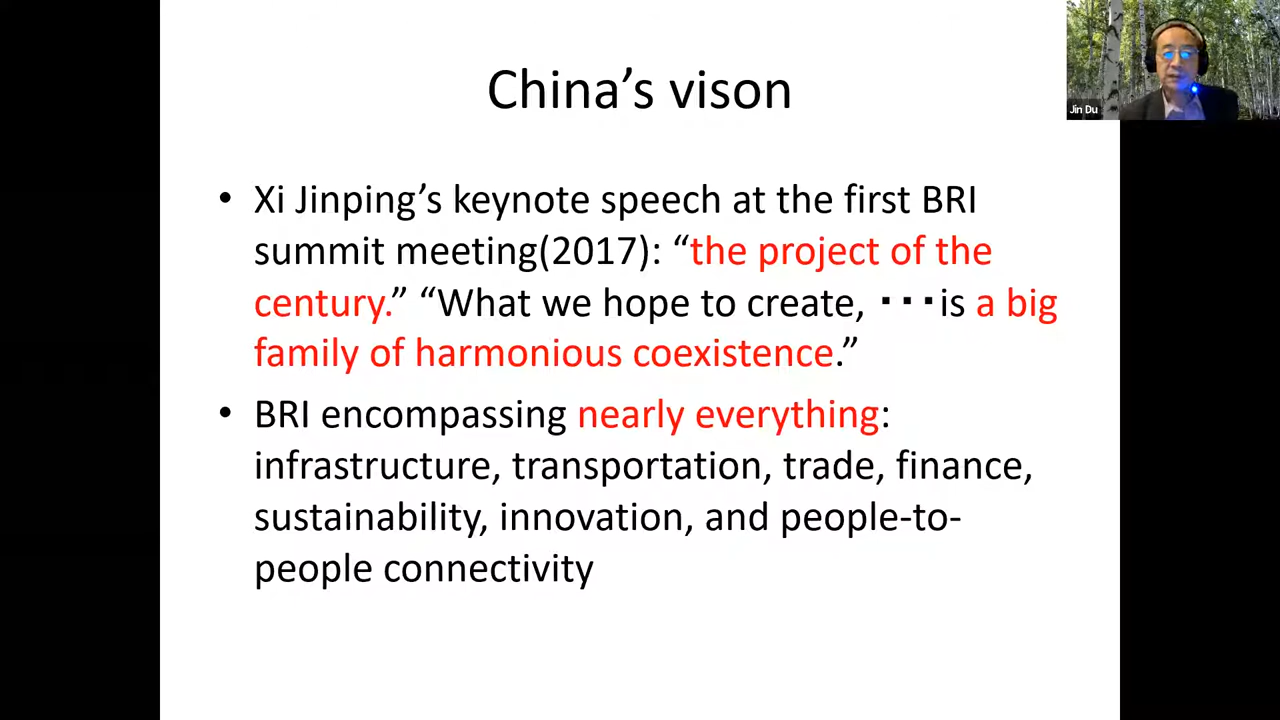 China’s vison
• Xi Jinping’s keynote speech at the first BRI
summit meeting(2017): “the project of the
century.” “What we hope to create, ・・・is a big
family of harmonious coexistence.”
• BRI encompassing nearly everything:
infrastructure, transportation, trade, finance,
sustainability, innovation, and people-to-
people connectivity
Jin Du